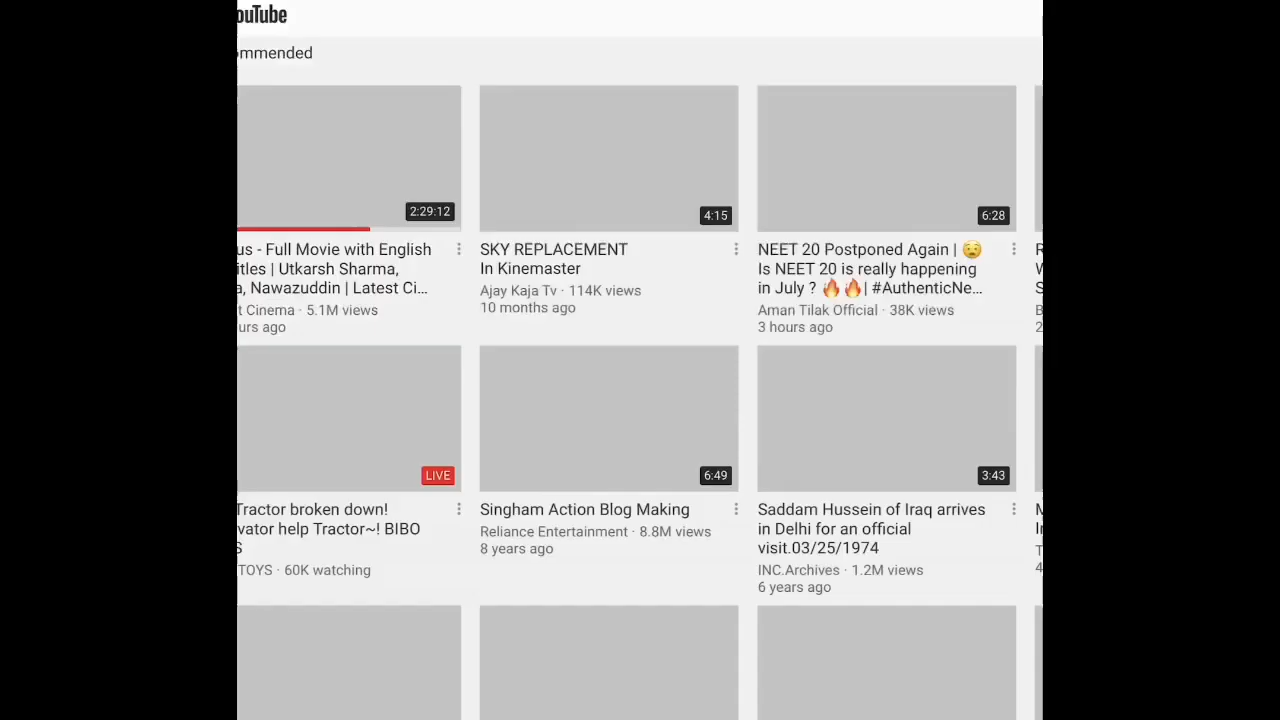 ouTube
ommended
2:29:12
4:15
6:28
us - Full Movie with English
itles | Utkarsh Sharma,
a, Nawazuddin | Latest Ci...
t Cinema · 5.1M views
urs ago
SKY REPLACEMENT
In Kinemaster
Ajay Kaja Tv · 114K views
10 months ago
NEET 20 Postponed Again | 😧
Is NEET 20 is really happening
in July ? 🔥🔥| #AuthenticNe...
Aman Tilak Official · 38K views
3 hours ago
LIVE
6:49
3:43
Tractor broken down!
vator help Tractor~! BIBO
S
TOYS · 60K watching
Singham Action Blog Making
Reliance Entertainment · 8.8M views
8 years ago
Saddam Hussein of Iraq arrives
in Delhi for an official
visit.03/25/1974
INC.Archives · 1.2M views
6 years ago